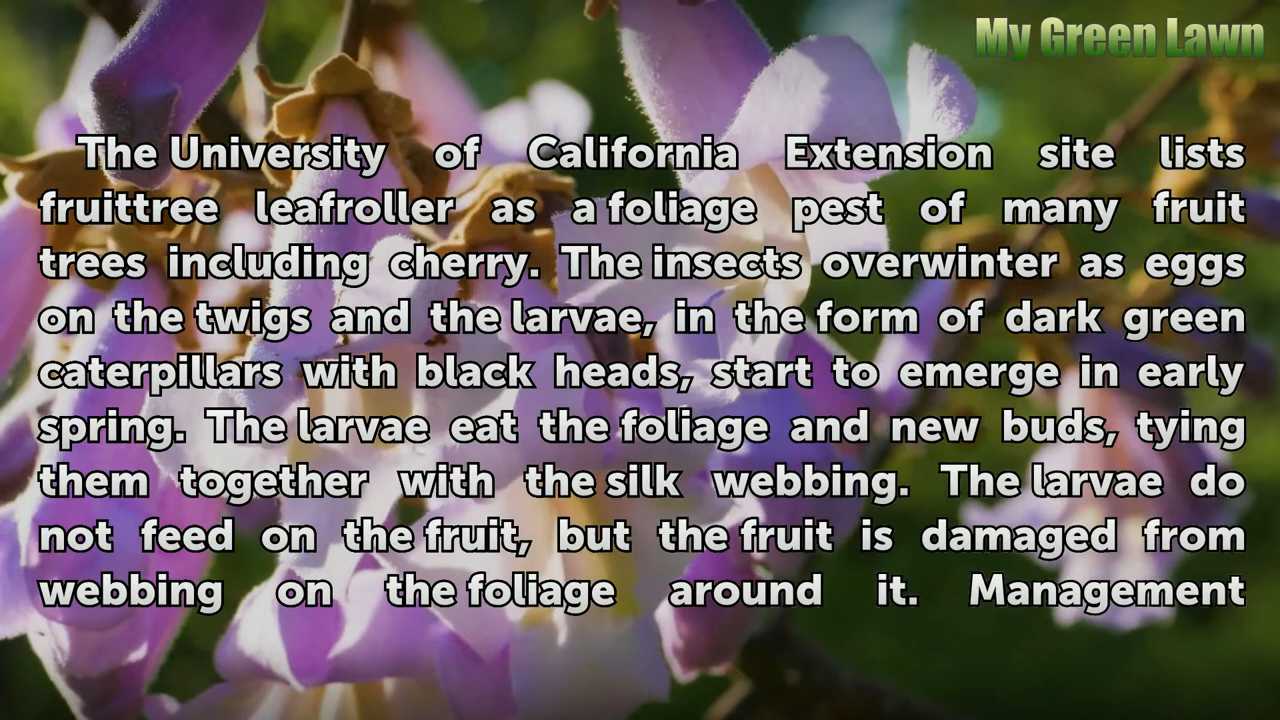 My Green Lawn
The University of California Extension site lists
fruittree leafroller as a foliage pest of many fruit
trees including cherry. The insects overwinter as eggs
on the twigs and the larvae, in the form of dark green
caterpillars with black heads, start to emerge in early
spring. The larvae eat the foliage and new buds, tying
them together with the silk webbing. The larvae do
not feed on the fruit, but the fruit is damaged from
webbing on the foliage around it. Management